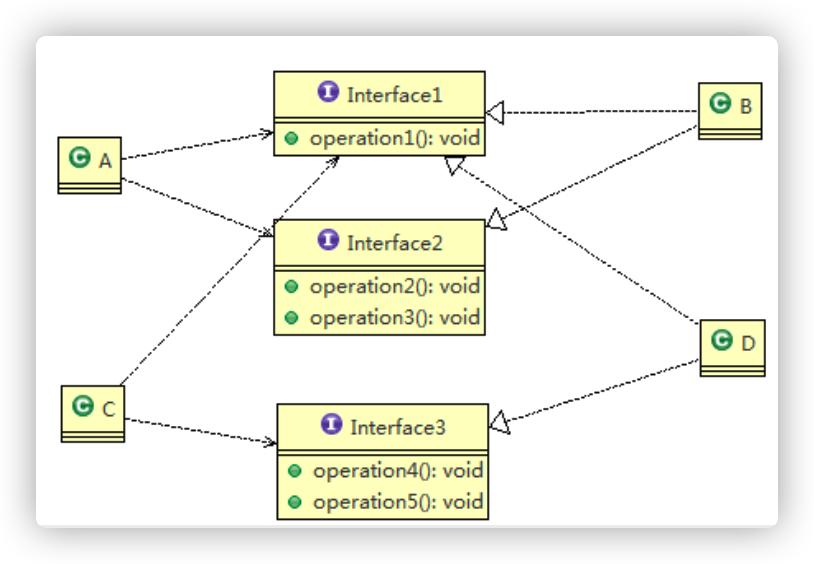 I Interface1
operation1(): void
C B
C A
I Interface2
operation2(): void
operation3(): void
C D
C C
I Interface3
operation4(): void
operation5(): void